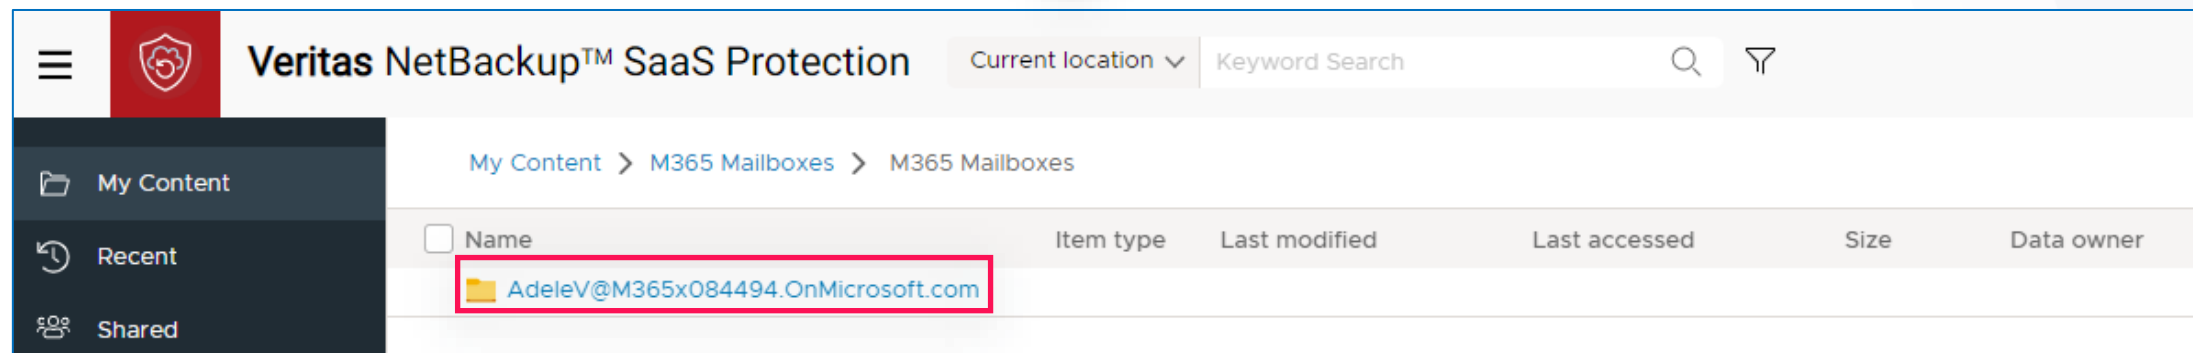 Veritas NetBackup™ SaaS Protection
Current location
Keyword Search
My Content
Recent
Shared
My Content > M365 Mailboxes > M365 Mailboxes
Name Item type Last modified Last accessed Size Data owner
AdeleV@M365x084494.OnMicrosoft.com